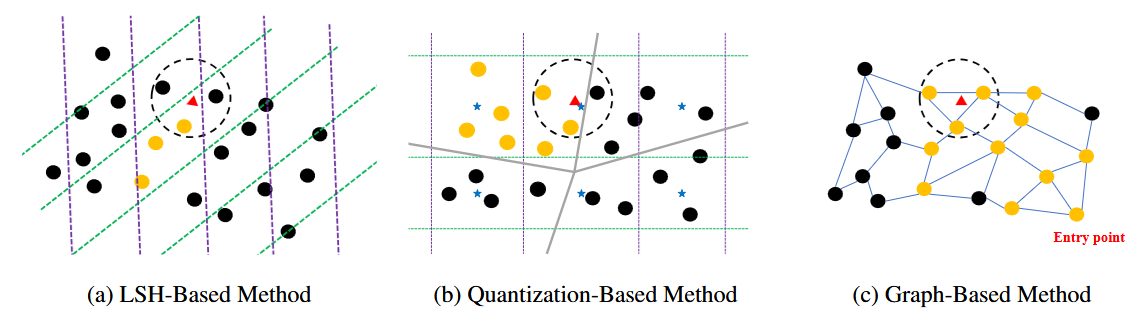 Entry point
(a) LSH-Based Method
(b) Quantization-Based Method
(c) Graph-Based Method